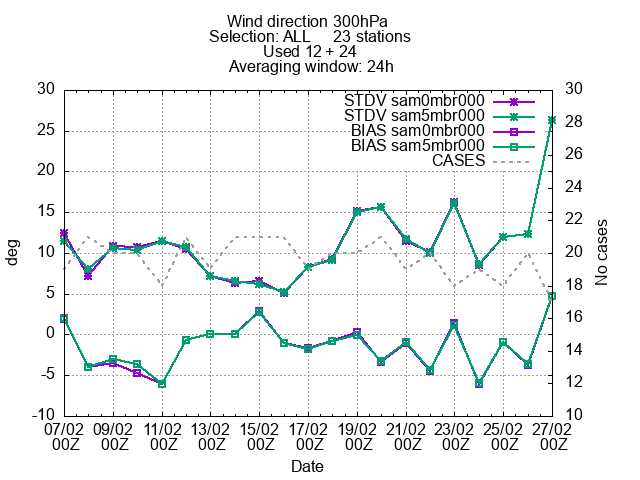 Wind direction 300hPa
Selection: ALL 23 stations
Used 12 + 24
Averaging window: 24h
STDV sam0mbr000
STDV sam5mbr000
BIAS sam0mbr000
BIAS sam5mbr000
CASES
30
25
20
15
10
5
0
-5
-10
deg
30
28
26
24
22
20
18
16
14
12
10
No cases
07/02 09/02 11/02 13/02 15/02 17/02 19/02 21/02 23/02 25/02 27/02
00Z 00Z 00Z 00Z 00Z 00Z 00Z 00Z 00Z 00Z 00Z
Date